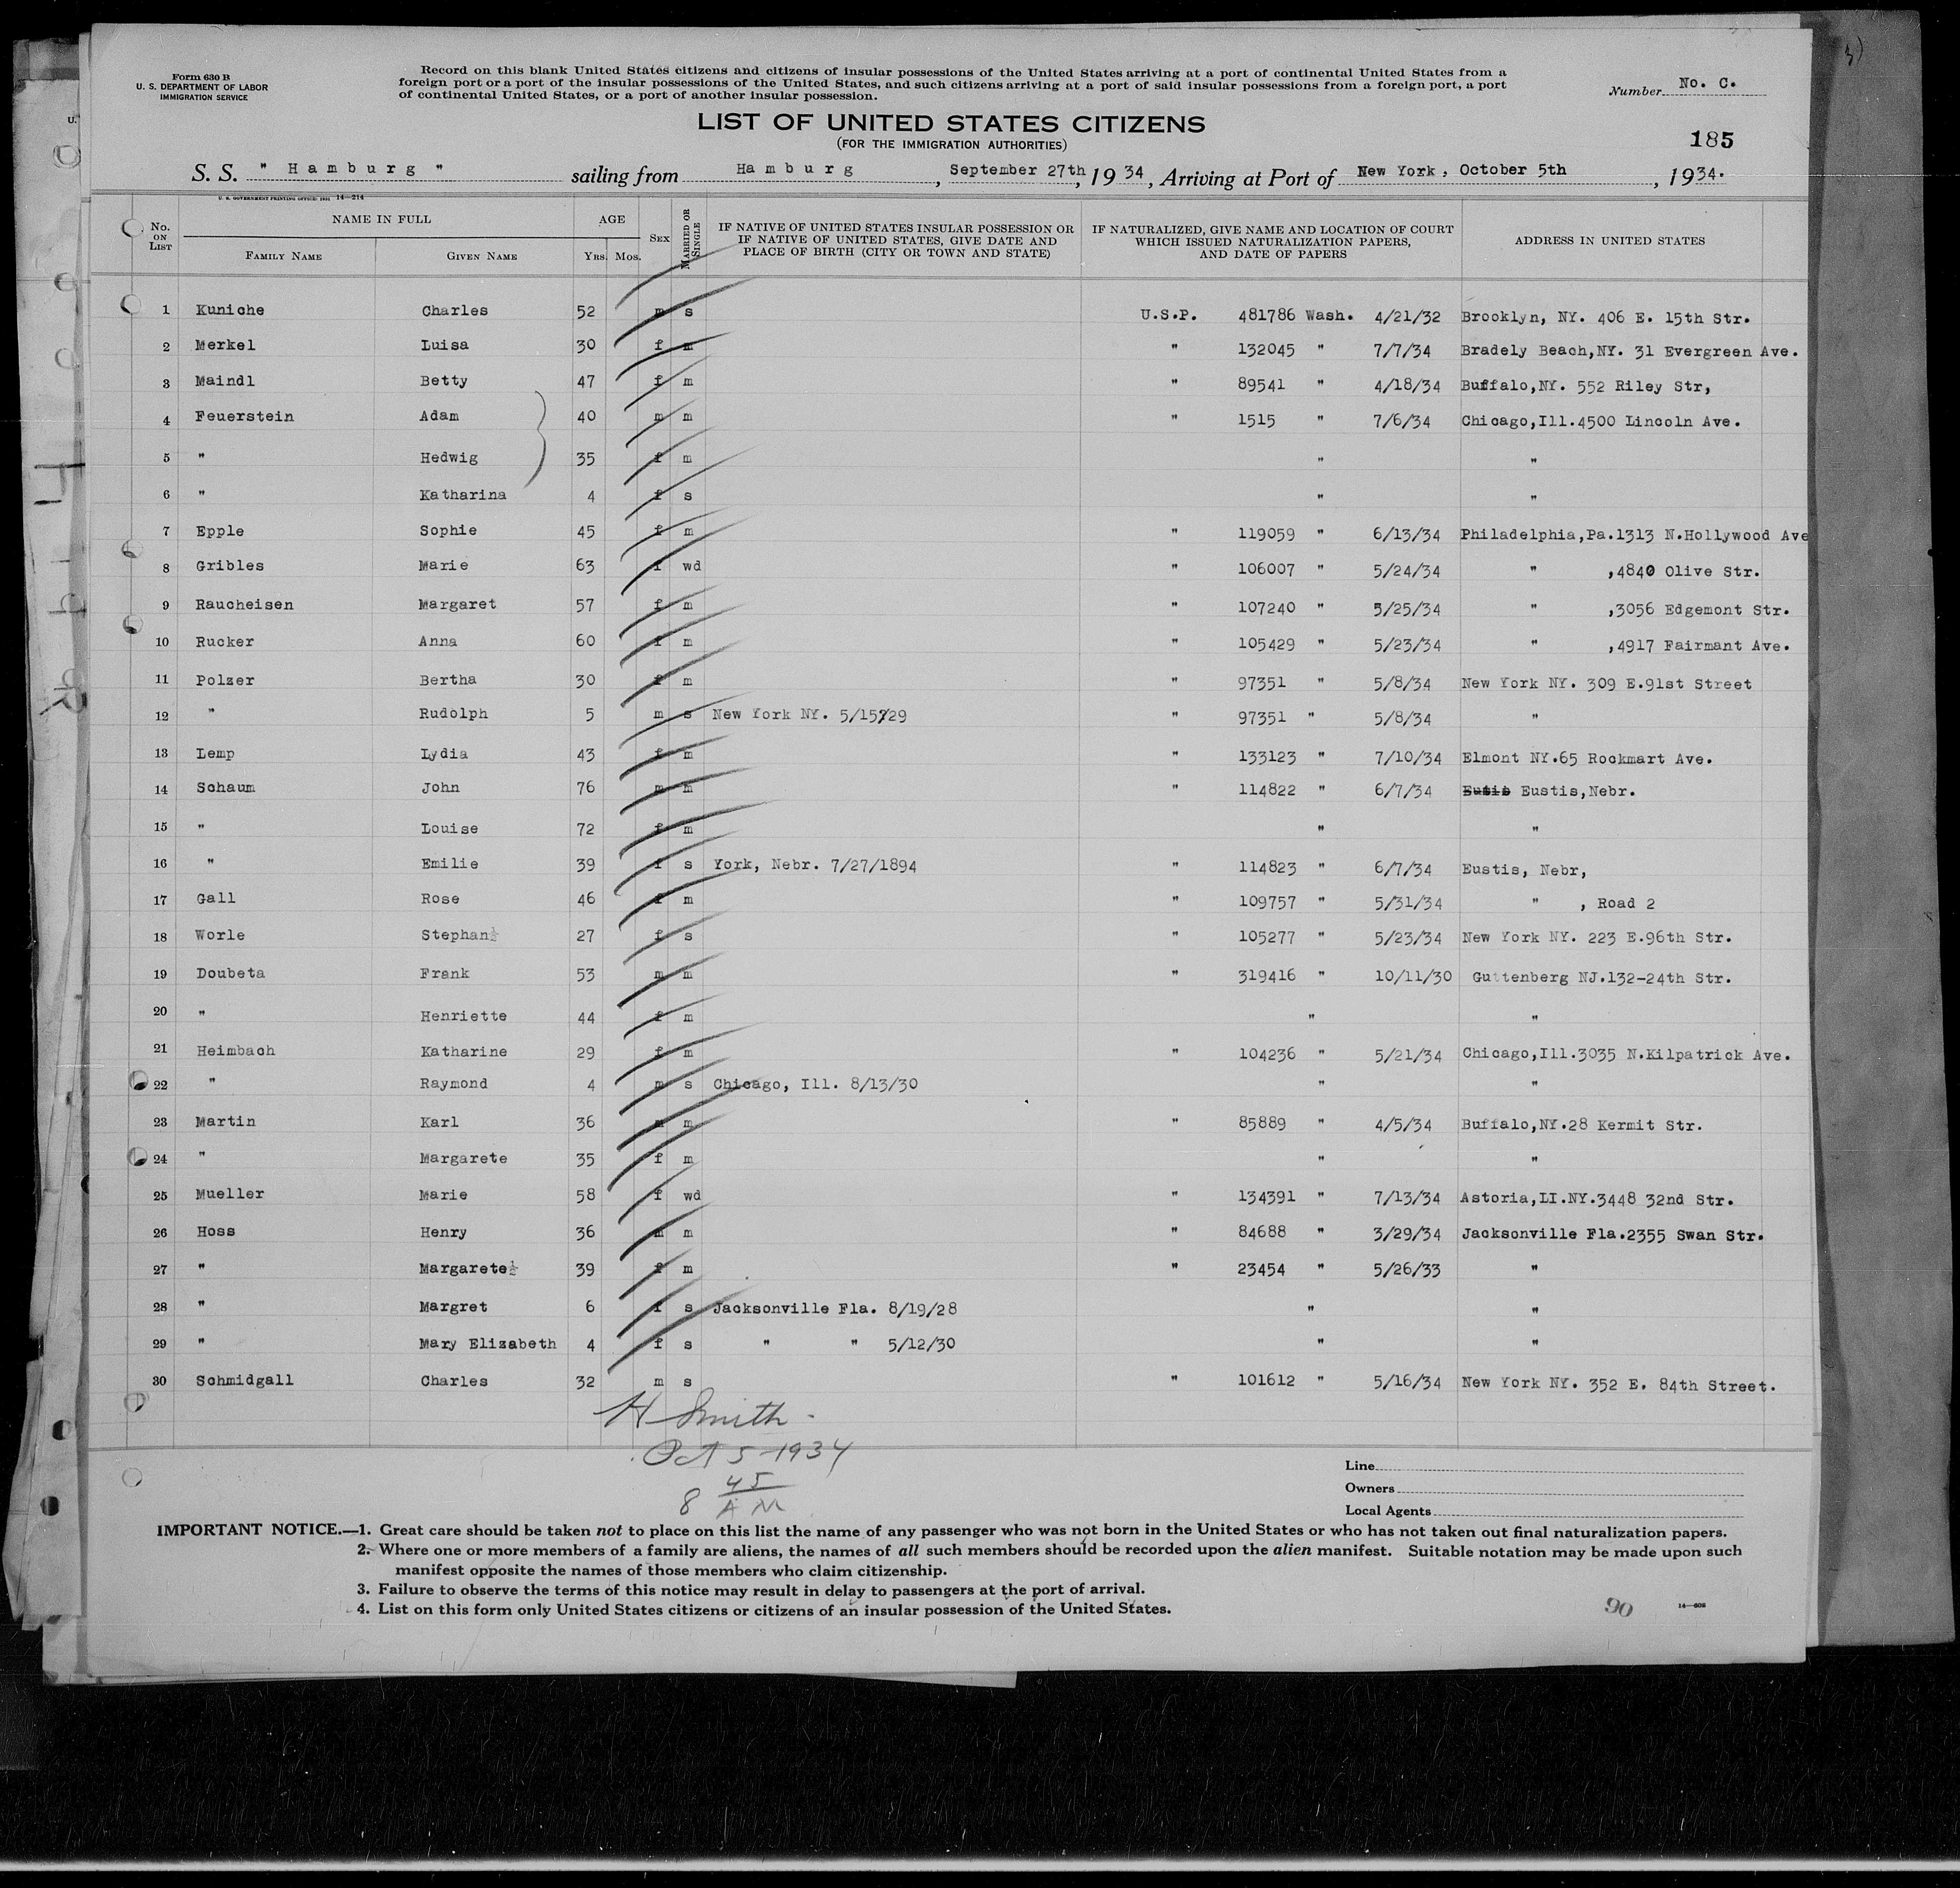 Form 630 B
U. S. DEPARTMENT OF LABOR
IMMIGRATION SERVICE
Record on this blank United States citizens and citizens of insular possessions of the United States arriving at a port of continental United States from a
foreign port or a port of the insular possessions of the United States, and such citizens arriving at a port of said insular possessions from a foreign port, a port
of continental United States, or a port of another insular possession.
Number No. C.
LIST OF UNITED STATES CITIZENS
(FOR THE IMMIGRATION AUTHORITIES)
185
S. S. " Hamburg " sailing from Hamburg, September 27th, 1934, Arriving at Port of New York, October 5th, 1934.
U. S. GOVERNMENT PRINTING OFFICE: 1931 14—214
No. ON LIST
NAME IN FULL
FAMILY NAME GIVEN NAME
AGE
YRS. MOS.
SEX
MARRIED OR SINGLE
IF NATIVE OF UNITED STATES INSULAR POSSESSION OR
IF NATIVE OF UNITED STATES, GIVE DATE AND
PLACE OF BIRTH (CITY OR TOWN AND STATE)
IF NATURALIZED, GIVE NAME AND LOCATION OF COURT
WHICH ISSUED NATURALIZATION PAPERS,
AND DATE OF PAPERS
ADDRESS IN UNITED STATES
1 Kuniche Charles 52 m s U.S.P. 481786 Wash. 4/21/32 Brooklyn, NY. 406 E. 15th Str.
2 Merkel Luisa 30 f m " 132045 " 7/7/34 Bradely Beach,NY. 31 Evergreen Ave.
3 Maindl Betty 47 f m " 89541 " 4/18/34 Buffalo,NY. 552 Riley Str,
4 Feuerstein Adam 40 m m " 1515 " 7/6/34 Chicago,Ill.4500 Lincoln Ave.
5 " Hedwig 35 f m " "
6 " Katharina 4 f s " "
7 Epple Sophie 45 f m " 119059 " 6/13/34 Philadelphia,Pa.1313 N.Hollywood Ave
8 Gribles Marie 63 f wd " 106007 " 5/24/34 " ,4840 Olive Str.
9 Raucheisen Margaret 57 f m " 107240 " 5/25/34 " ,3056 Edgemont Str.
10 Rucker Anna 60 f m " 105429 " 5/23/34 " ,4917 Fairmant Ave.
11 Polzer Bertha 30 f m " 97351 " 5/8/34 New York NY. 309 E.91st Street
12 " Rudolph 5 m s New York NY. 5/15/29 " 97351 " 5/8/34 "
13 Lemp Lydia 43 f m " 133123 " 7/10/34 Elmont NY.65 Rockmart Ave.
14 Schaum John 76 m m " 114822 " 6/7/34 Eustis,Nebr.
15 " Louise 72 f m " "
16 " Emilie 39 f s York, Nebr. 7/27/1894 " 114823 " 6/7/34 Eustis, Nebr,
17 Gall Rose 46 f m " 109757 " 5/31/34 " , Road 2
18 Worle Stephan 27 f s " 105277 " 5/23/34 New York NY. 223 E.96th Str.
19 Doubeta Frank 53 m m " 319416 " 10/11/30 Guttenberg NJ.132-24th Str.
20 " Henriette 44 f m " "
21 Heimbach Katharine 29 f m " 104236 " 5/21/34 Chicago,Ill.3035 N.Kilpatrick Ave.
22 " Raymond 4 m s Chicago, Ill. 8/13/30 " "
23 Martin Karl 36 m m " 85889 " 4/5/34 Buffalo,NY.28 Kermit Str.
24 " Margarete 35 f m " "
25 Mueller Marie 58 f wd " 134391 " 7/13/34 Astoria,LI.NY.3448 32nd Str.
26 Hoss Henry 36 m m " 84688 " 3/29/34 Jacksonville Fla.2355 Swan Str.
27 " Margarete 39 f m " 23454 " 5/26/33 "
28 " Margret 6 f s Jacksonville Fla. 8/19/28 " "
29 " Mary Elizabeth 4 f s " " 5/12/30 " "
30 Schmidgall Charles 32 m s " 101612 " 5/16/34 New York NY. 352 E. 84th Street.
H Smith -
Oct 5-1934
8 45 AM
Line
Owners
Local Agents
IMPORTANT NOTICE.—1. Great care should be taken not to place on this list the name of any passenger who was not born in the United States or who has not taken out final naturalization papers.
2. Where one or more members of a family are aliens, the names of all such members should be recorded upon the alien manifest. Suitable notation may be made upon such
manifest opposite the names of those members who claim citizenship.
3. Failure to observe the terms of this notice may result in delay to passengers at the port of arrival.
4. List on this form only United States citizens or citizens of an insular possession of the United States.
90
14—608